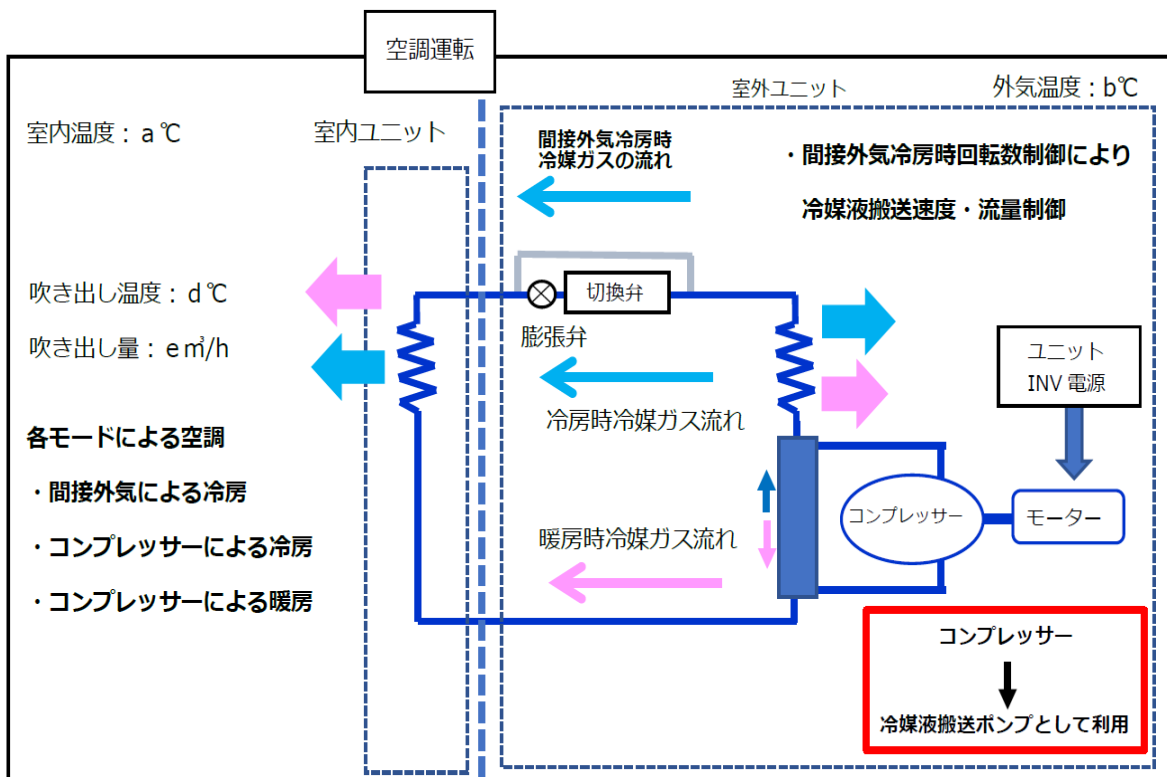 空調運転
室外ユニット
外気温度：b℃
室内温度：a℃
室内ユニット
間接外気冷房時
冷媒ガスの流れ
・間接外気冷房時回転数制御により
冷媒液搬送速度・流量制御
吹き出し温度：d℃
吹き出し量：e㎥/h
切換弁
膨張弁
ユニット
INV 電源
冷房時冷媒ガス流れ
各モードによる空調
・間接外気による冷房
・コンプレッサーによる冷房
・コンプレッサーによる暖房
コンプレッサー
モーター
暖房時冷媒ガス流れ
コンプレッサー
冷媒液搬送ポンプとして利用